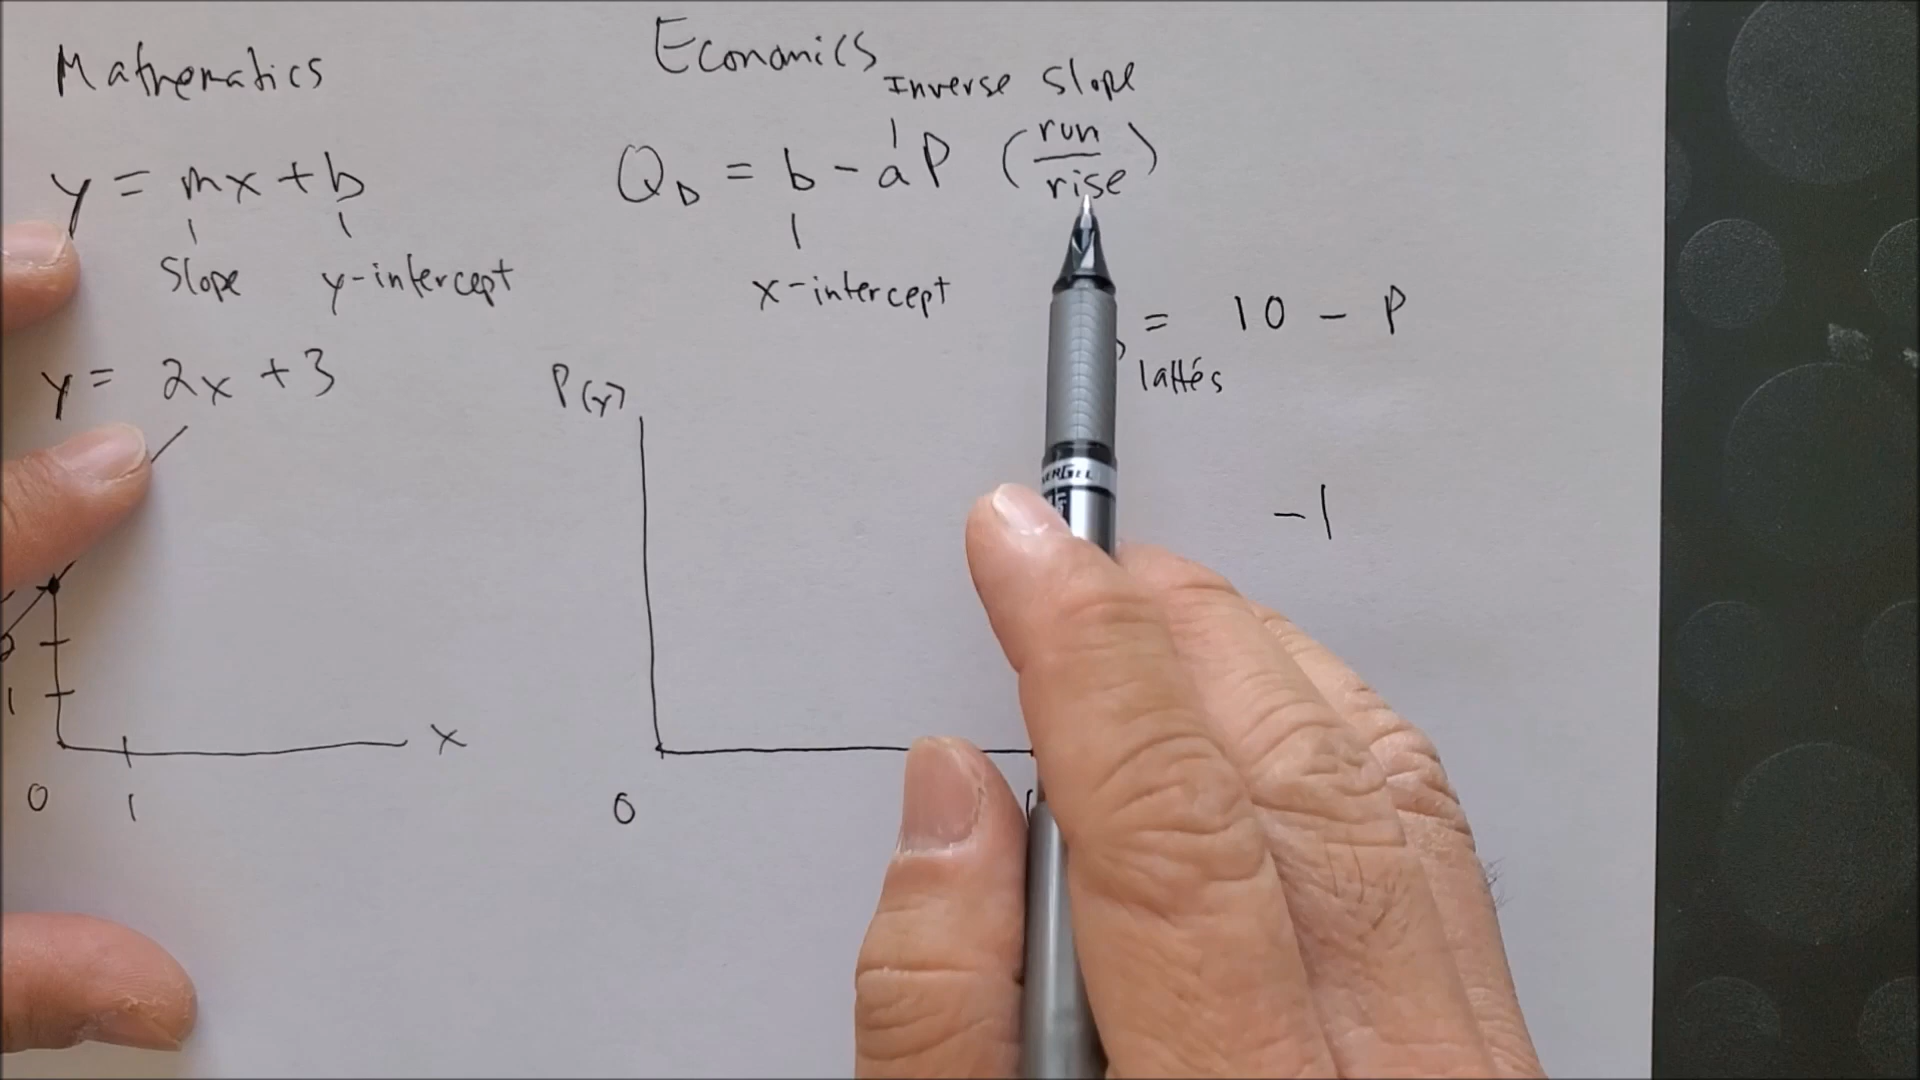 Mathematics
y = mx + b
Slope y-intercept
y = 2x + 3
2
1
0 1
x
Economics
Inverse Slope
Q_D = b - aP (run/rise)
x-intercept
= 10 - P
lattés
P(y)
-1
0